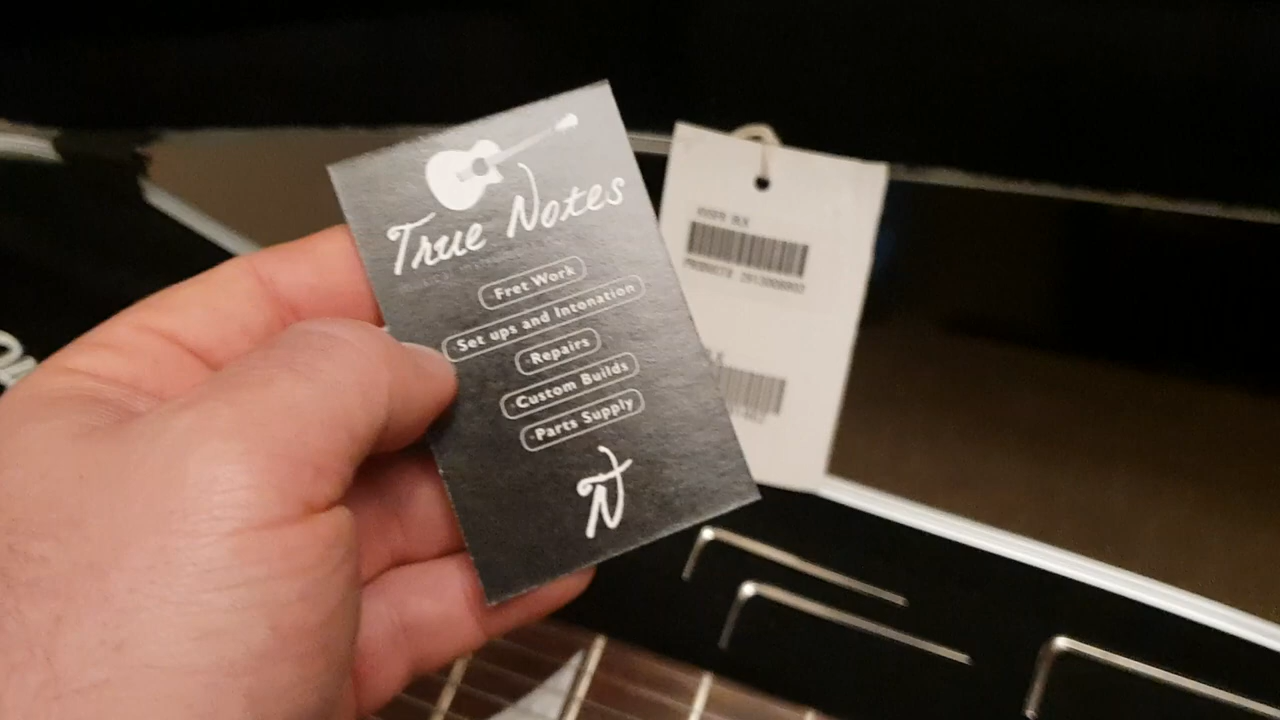 True Notes
Fret Work
Set ups and Intonation
Repairs
Custom Builds
Parts Supply
N